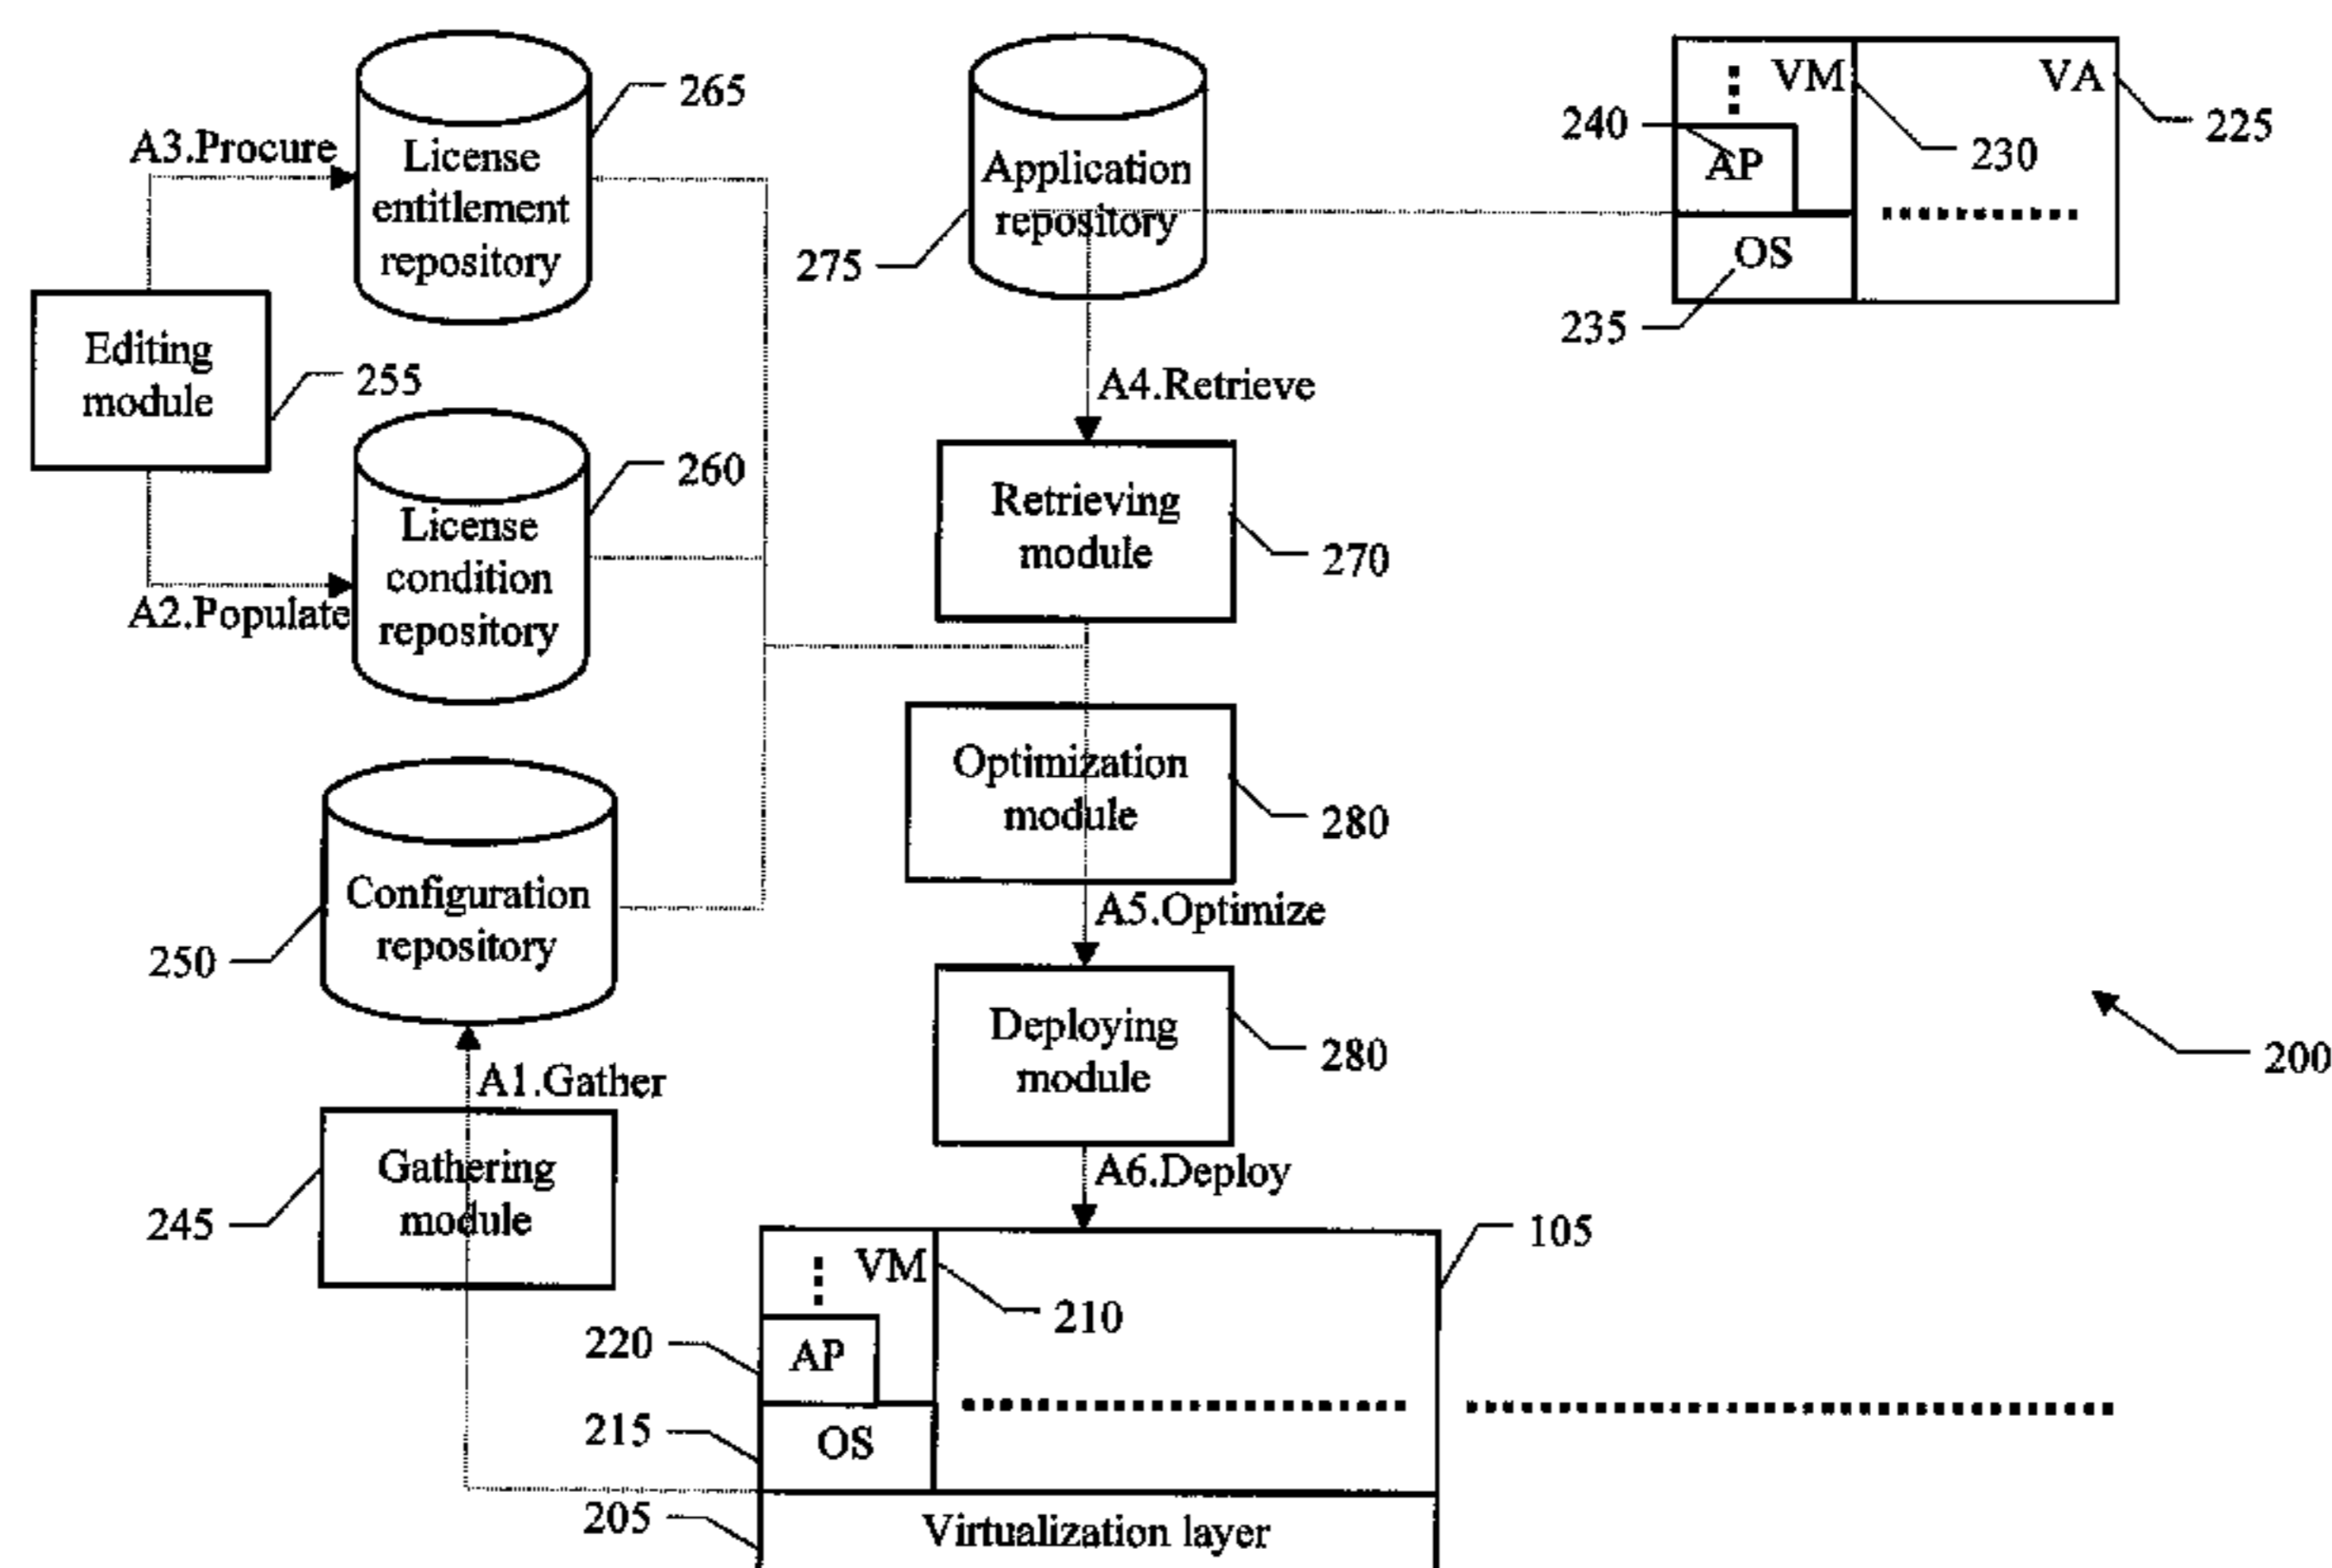 265
A3.Procure
License
entitlement
repository
Editing
module
255
260
License
condition
repository
A2.Populate
Configuration
repository
250
A1.Gather
Gathering
module
245
Application
repository
275
A4.Retrieve
Retrieving
module
270
Optimization
module
280
A5.Optimize
Deploying
module
280
A6.Deploy
VM
VA
240
AP
230
225
OS
235
200
105
VM
210
220
AP
215
OS
205
Virtualization layer